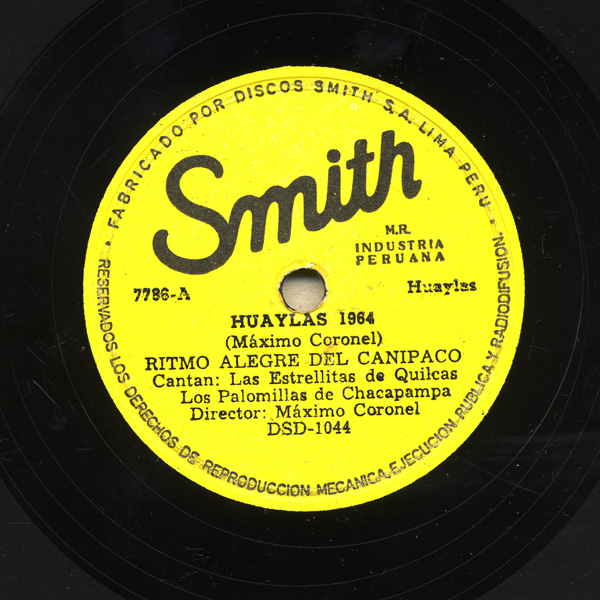 • FABRICADO POR DISCOS SMITH S.A. LIMA PERU •
Smith
M.R.
INDUSTRIA
PERUANA
7786-A
Huaylas
HUAYLAS 1964
(Máximo Coronel)
RITMO ALEGRE DEL CANIPACO
Cantan: Las Estrellitas de Quilcas
Los Palomillas de Chacapampa
Director: Máximo Coronel
DSD-1044
RESERVADOS LOS DERECHOS DE REPRODUCCION MECANICA, EJECUCION PUBLICA Y RADIODIFUSION.